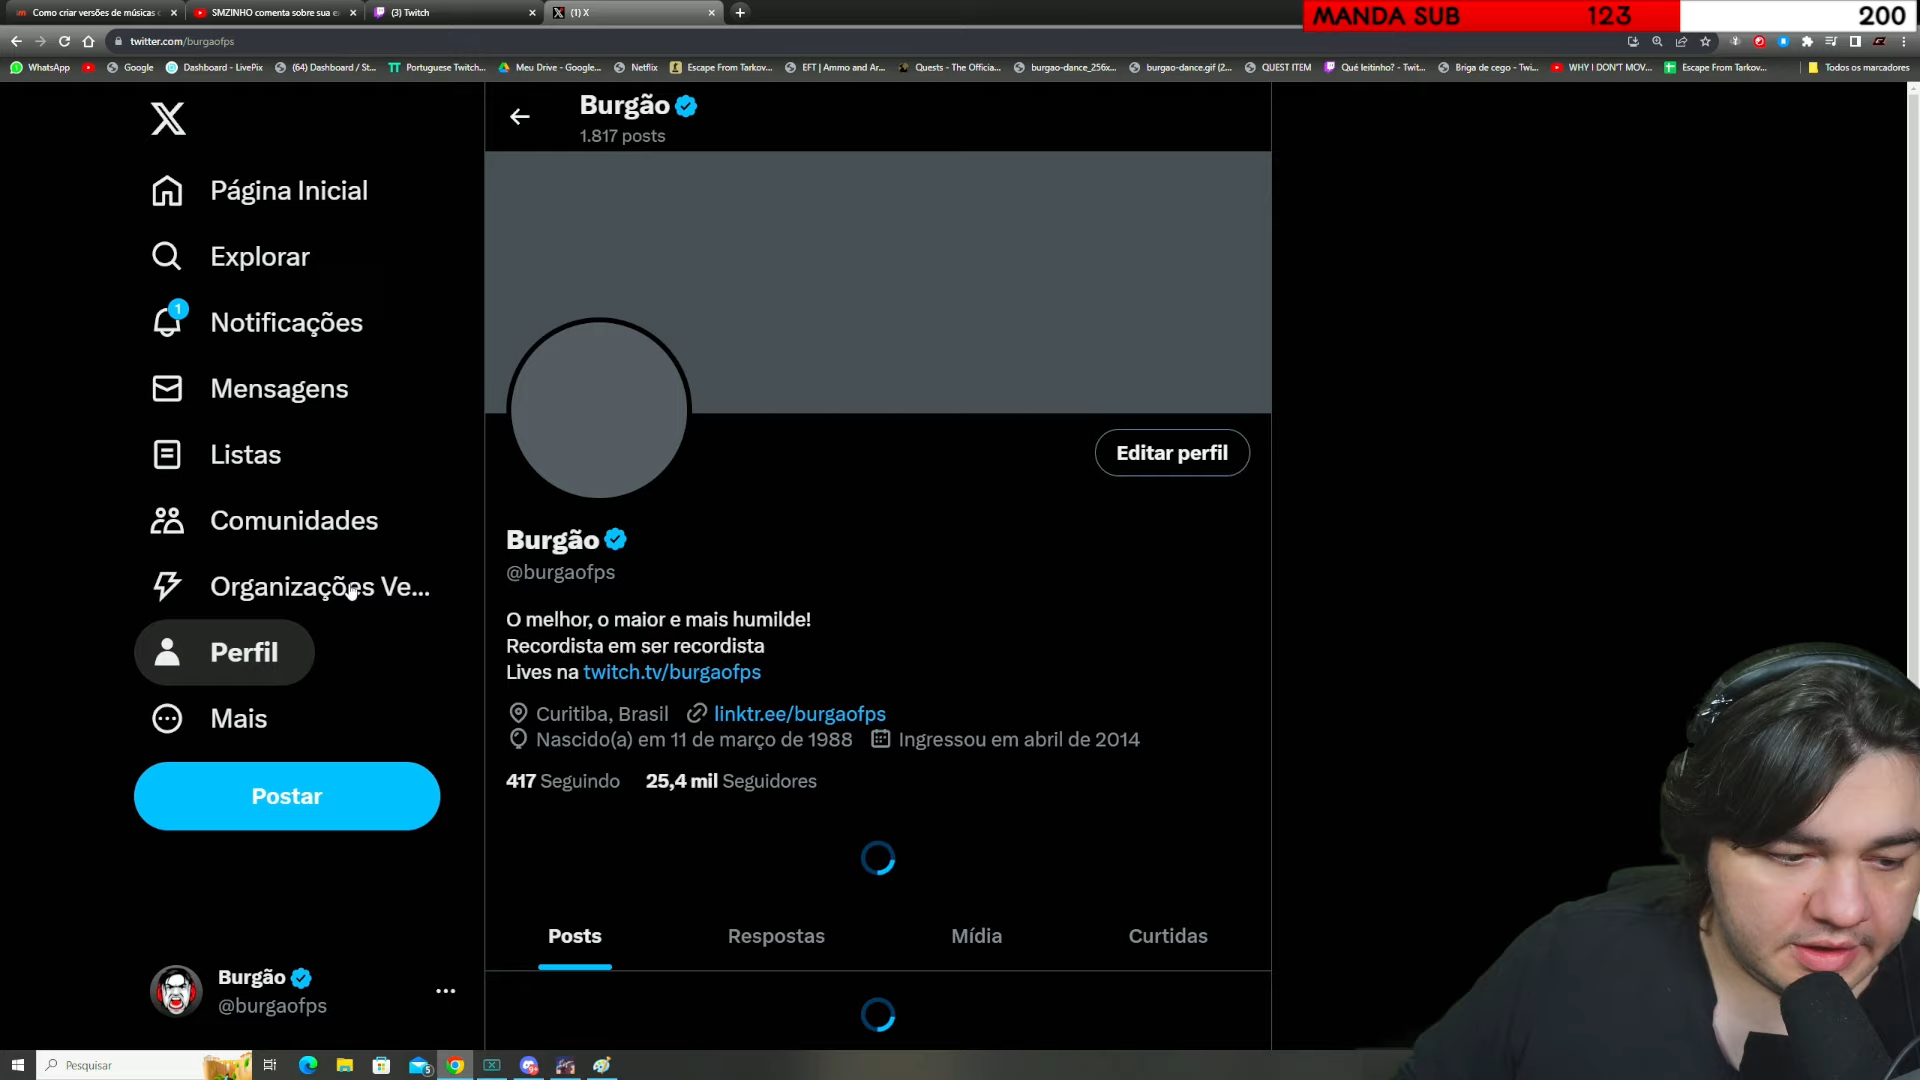 Como criar versões de músicas
SMZINHO comenta sobre sua e
(3) Twitch
(1) X
MANDA SUB 123 200
twitter.com/burgaofps
WhatsApp
Google
Dashboard - LivePix
(64) Dashboard / St...
Portuguese Twitch...
Meu Drive - Google...
Netflix
Escape From Tarkov...
EFT | Ammo and Ar...
Quests - The Officia...
burgao-dance_256x...
burgao-dance.gif (2...
QUEST ITEM
Qué leitinho? - Twit...
Briga de cego - Twi...
WHY I DON'T MOV...
Escape From Tarkov...
Todos os marcadores
X
Página Inicial
Explorar
1
Notificações
Mensagens
Listas
Comunidades
Organizações Ve...
Perfil
Mais
Postar
Burgão
@burgaofps
Burgão
1.817 posts
Editar perfil
Burgão
@burgaofps
O melhor, o maior e mais humilde!
Recordista em ser recordista
Lives na twitch.tv/burgaofps
Curitiba, Brasil linktr.ee/burgaofps
Nascido(a) em 11 de março de 1988 Ingressou em abril de 2014
417 Seguindo 25,4 mil Seguidores
Posts Respostas Mídia Curtidas
Pesquisar
5